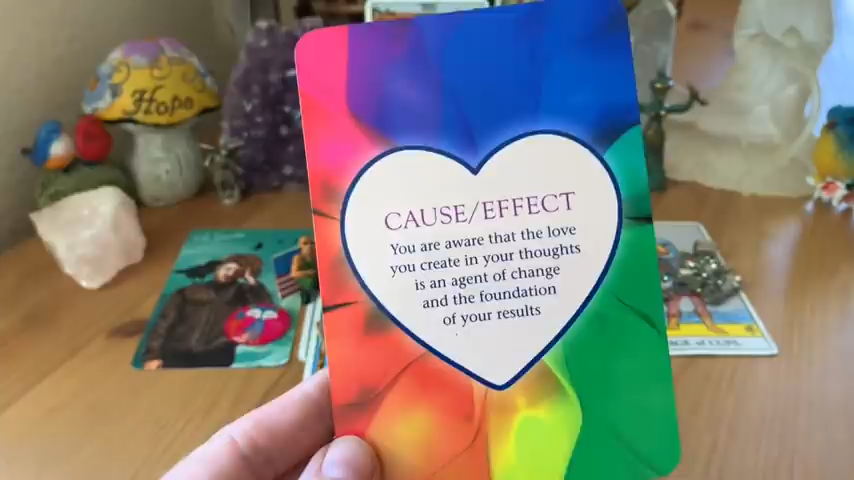 Hope
CAUSE/EFFECT
You are aware that the love
you create in your thoughts
is an agent of change
and the foundation
of your results